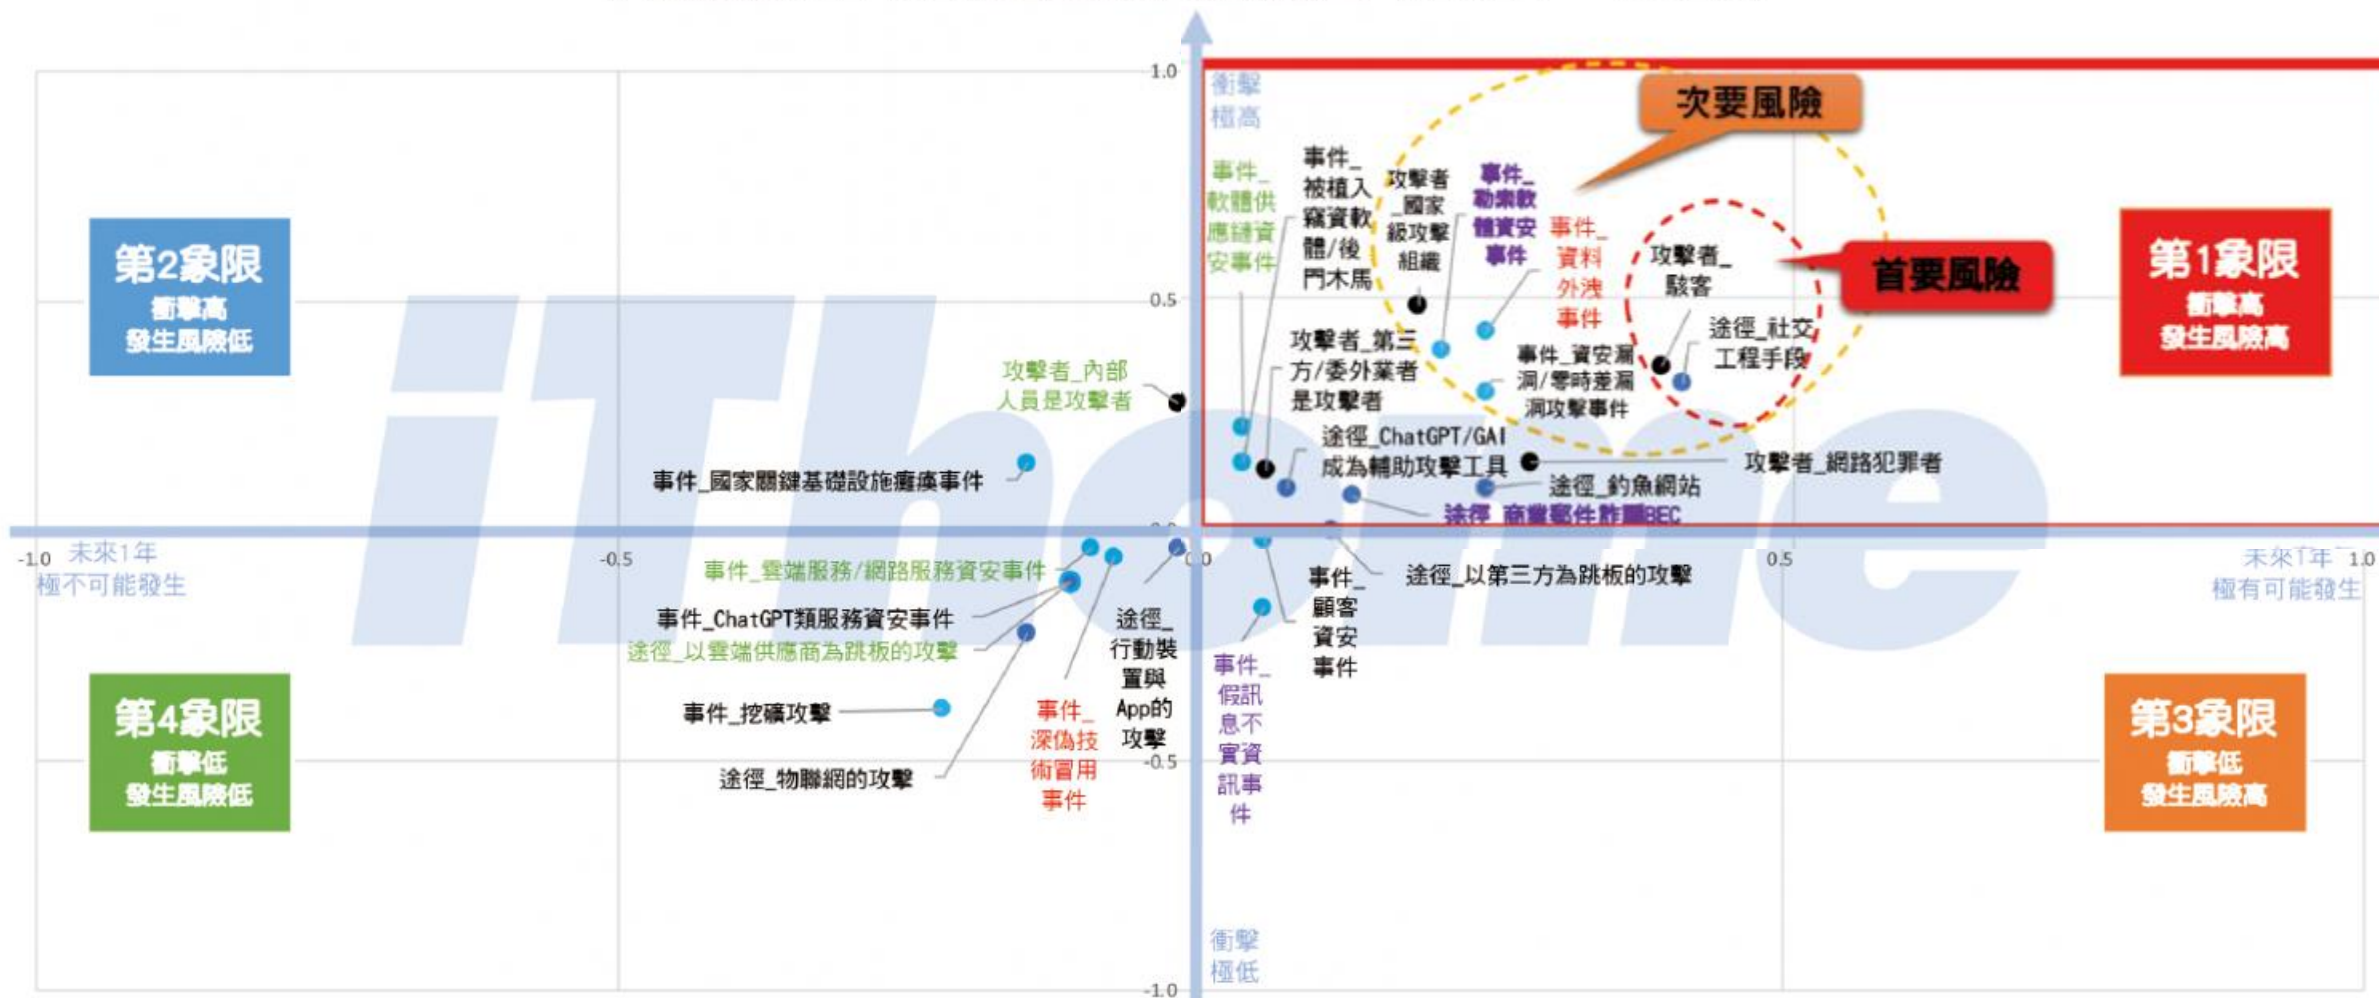 1.0
衝擊
極高
次要風險
事件_
軟體供
應鏈資
安事件
事件_
被植入
竊資軟
體/後
門木馬
攻擊者
_國家
級攻擊
組織
事件_
勒索軟
體資安
事件
事件_
資料
外洩
事件
攻擊者_
駭客
首要風險
第1象限
衝擊高
發生風險高
第2象限
衝擊高
發生風險低
0.5
途徑_社交
工程手段
攻擊者_第三
方/委外業者
是攻擊者
事件_資安漏
洞/零時差漏
洞攻擊事件
攻擊者_內部
人員是攻擊者
途徑_ChatGPT/GAI
成為輔助攻擊工具
攻擊者_網路犯罪者
事件_國家關鍵基礎設施癱瘓事件
途徑_釣魚網站
途徑_商業郵件詐騙BEC
iThome
-1.0
未來1年
極不可能發生
-0.5
0.0
0.5
未來1年
極有可能發生
1.0
事件_雲端服務/網路服務資安事件
途徑_以第三方為跳板的攻擊
事件_
顧客
資安
事件
事件_ChatGPT類服務資安事件
途徑_以雲端供應商為跳板的攻擊
途徑_
行動裝
置與
App的
攻擊
事件_
假訊
息不
實資
訊事
件
事件_挖礦攻擊
事件_
深偽技
術冒用
事件
途徑_物聯網的攻擊
第4象限
衝擊低
發生風險低
第3象限
衝擊低
發生風險高
-0.5
衝擊
極低
-1.0